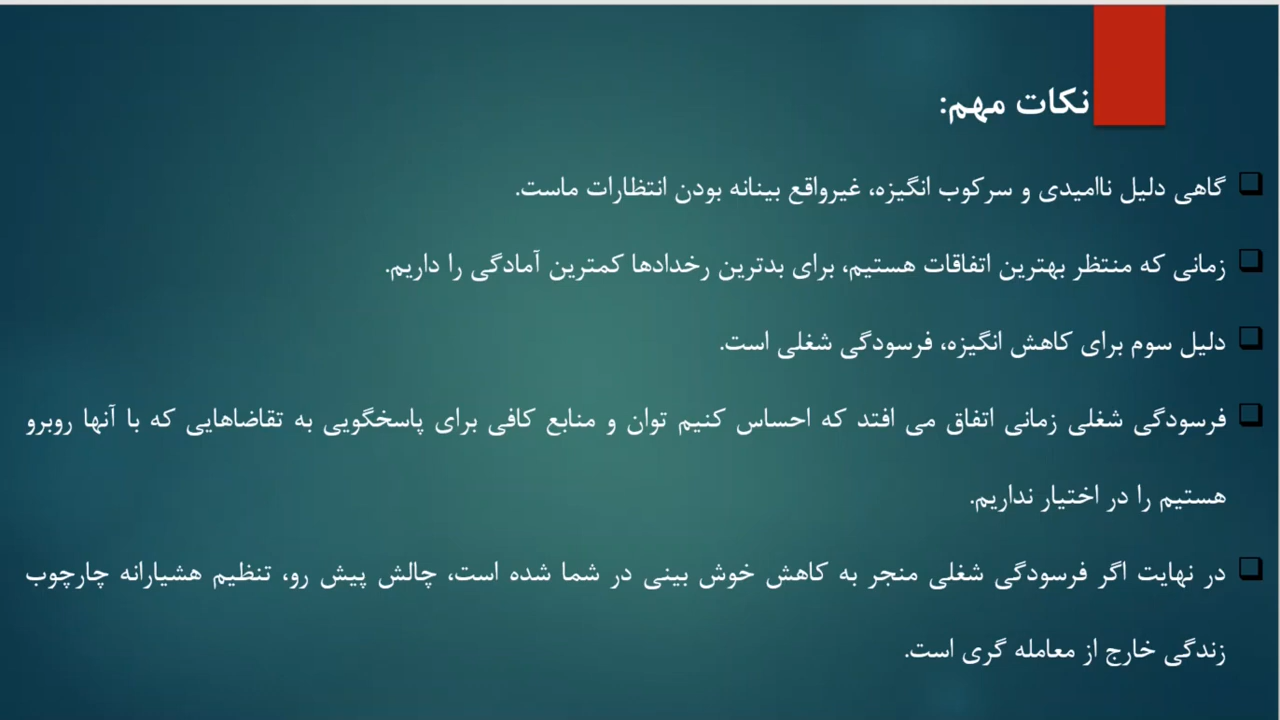 نکات مهم:
گاهی دلیل ناامیدی و سرکوب انگیزه، غیرواقع بینانه بودن انتظارات ماست.
زمانی که منتظر بهترین اتفاقات هستیم، برای بدترین رخدادها کمترین آمادگی را داریم.
دلیل سوم برای کاهش انگیزه، فرسودگی شغلی است.
فرسودگی شغلی زمانی اتفاق می افتد که احساس کنیم توان و منابع کافی برای پاسخگویی به تقاضاهایی که با آنها روبرو
هستیم را در اختیار نداریم.
در نهایت اگر فرسودگی شغلی منجر به کاهش خوش بینی در شما شده است، چالش پیش رو، تنظیم هشیارانه چارچوب
زندگی خارج از معامله گری است.